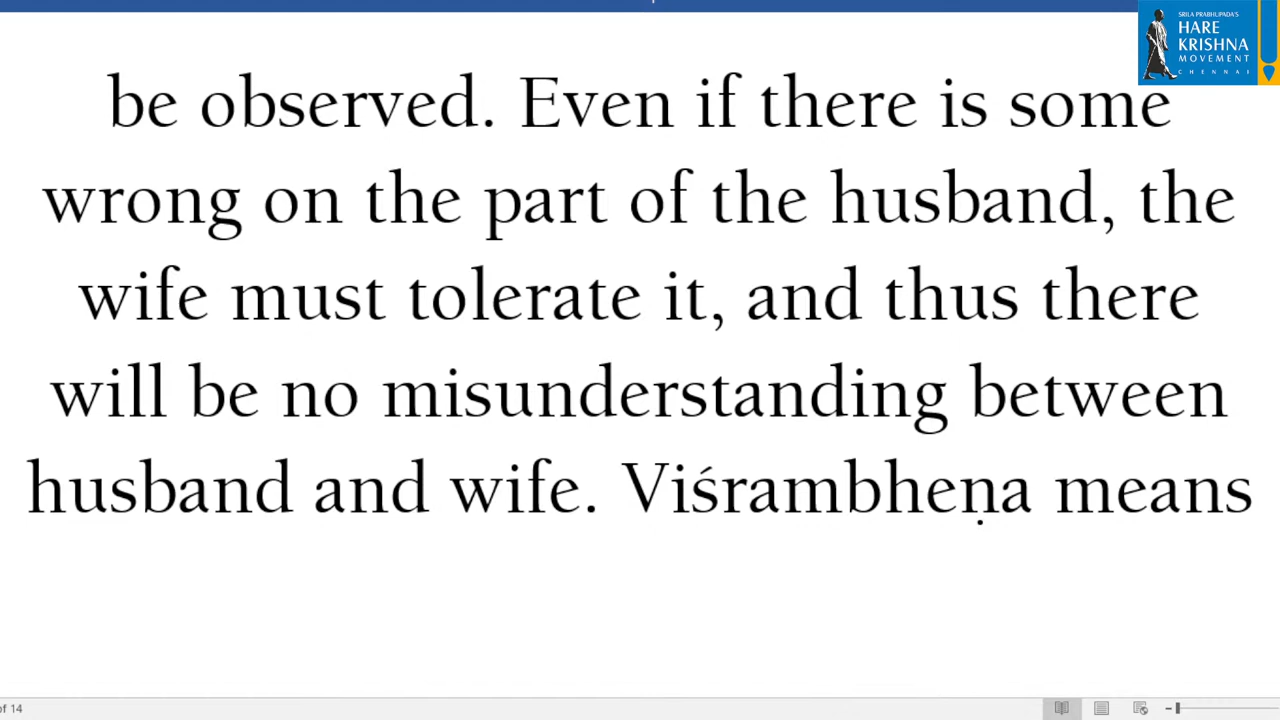 SRILA PRABHUPADA'S
HARE
KRISHNA
MOVEMENT
CHENNAI
be observed. Even if there is some
wrong on the part of the husband, the
wife must tolerate it, and thus there
will be no misunderstanding between
husband and wife. Viśrambheṇa means
of 14